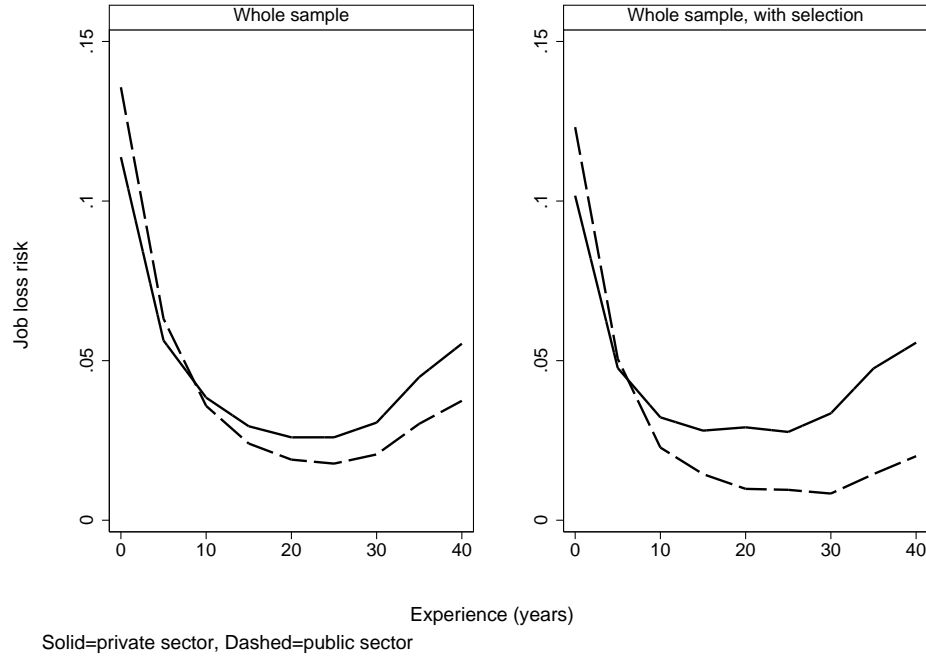 Whole sample
Whole sample, with selection
.15
.1
.05
0
0 10 20 30 40
.15
.1
.05
0
0 10 20 30 40
Job loss risk
Experience (years)
Solid=private sector, Dashed=public sector